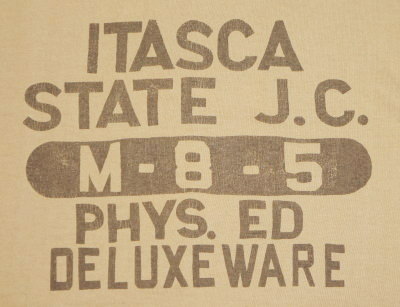 ITASCA
STATE J.C.
M-8-5
PHYS. ED
DELUXEWARE